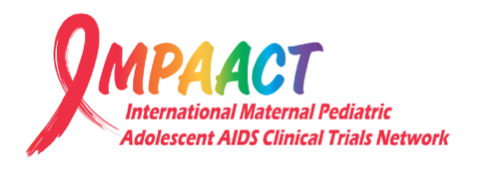 IMPAACT
International Maternal Pediatric
Adolescent AIDS Clinical Trials Network